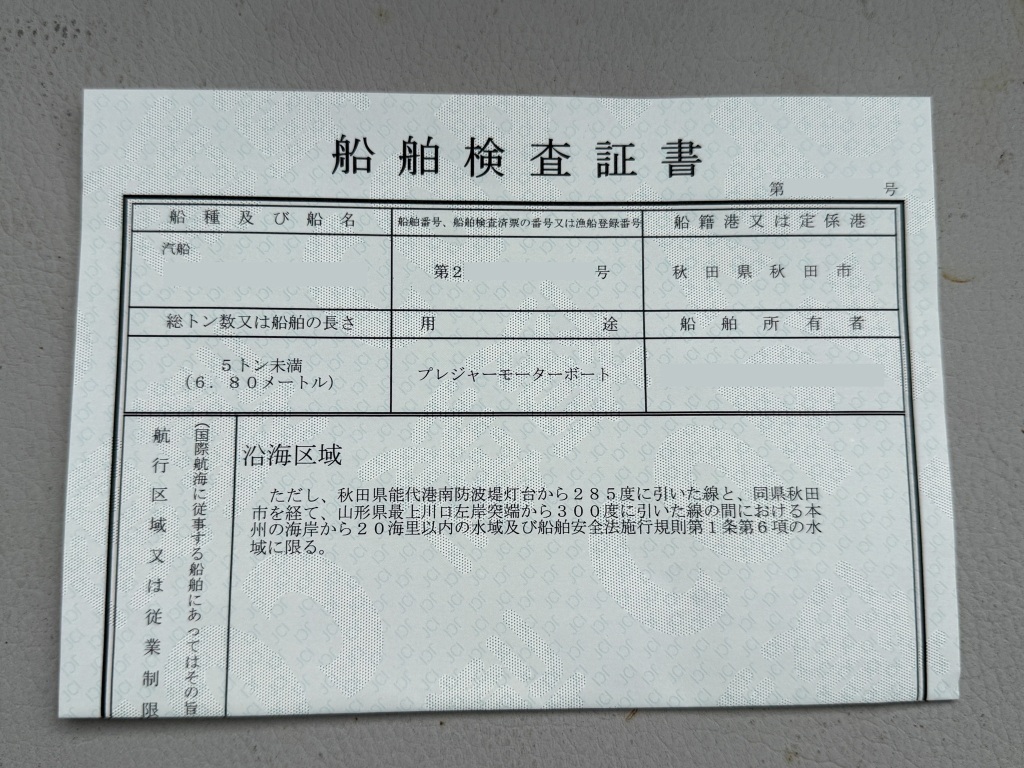 船舶検査証書
第 号
船種及び船名
船舶番号、船舶検査済票の番号又は漁船登録番号
船籍港又は定係港
汽船
第2 号
秋田県秋田市
総トン数又は船舶の長さ
用途
船舶所有者
5トン未満
(6.80メートル)
プレジャーモーターボート
航行区域又は従業制限
(国際航海に従事する船舶にあってはその旨
沿海区域
ただし、秋田県能代港南防波堤灯台から285度に引いた線と、同県秋田
市を経て、山形県最上川口左岸突端から300度に引いた線の間における本
州の海岸から20海里以内の水域及び船舶安全法施行規則第1条第6項の水
域に限る。